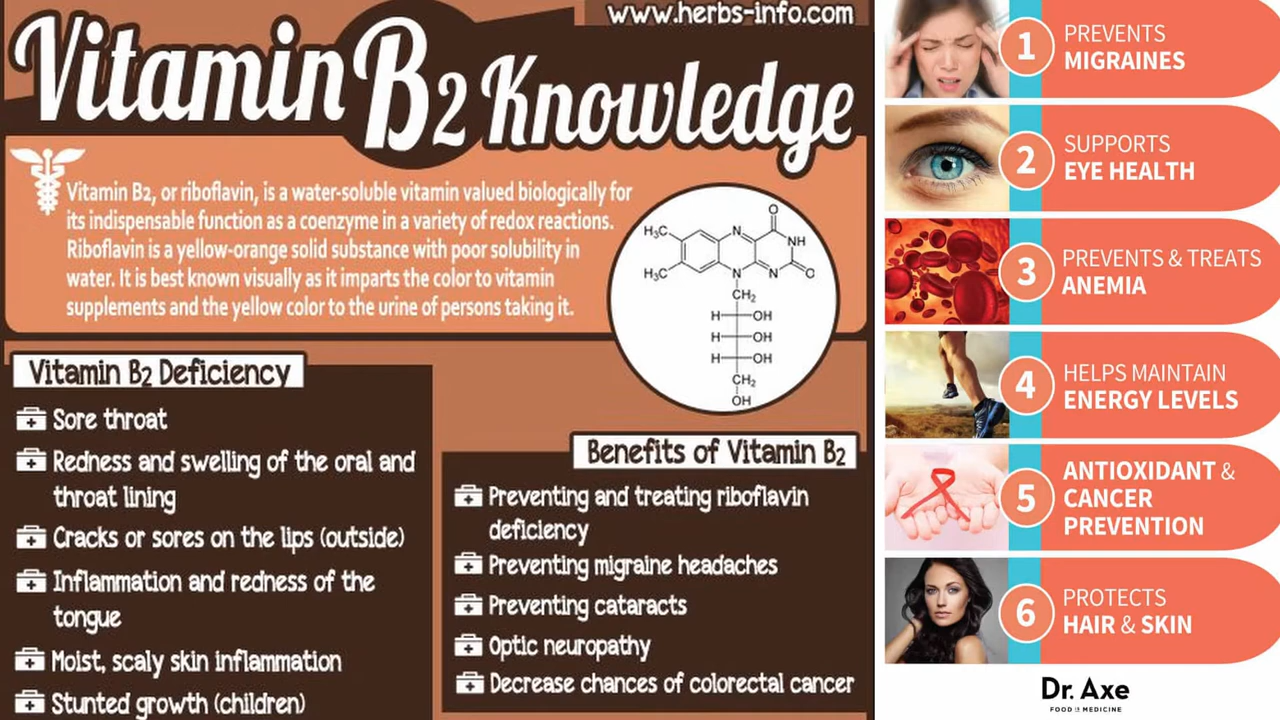 www.herbs-info.com
Vitamin B2 Knowledge
Vitamin B2, or riboflavin, is a water-soluble vitamin valued biologically for
its indispensable function as a coenzyme in a variety of redox reactions.
Riboflavin is a yellow-orange solid substance with poor solubility in
water. It is best known visually as it imparts the color to vitamin
supplements and the yellow color to the urine of persons taking it.
O
H₃C
N
NH
H₃C
N
N
O
CH₂
H OH
H OH
H OH
CH₂
OH
Vitamin B2 Deficiency
Sore throat
Redness and swelling of the oral and
throat lining
Cracks or sores on the lips (outside)
Inflammation and redness of the
tongue
Moist, scaly skin inflammation
Stunted growth (children)
Benefits of Vitamin B2
Preventing and treating riboflavin
deficiency
Preventing migraine headaches
Preventing cataracts
Optic neuropathy
Decrease chances of colorectal cancer
1
PREVENTS
MIGRAINES
2
SUPPORTS
EYE HEALTH
3
PREVENTS & TREATS
ANEMIA
4
HELPS MAINTAIN
ENERGY LEVELS
5
ANTIOXIDANT &
CANCER
PREVENTION
6
PROTECTS
HAIR & SKIN
Dr. Axe
FOOD IS MEDICINE